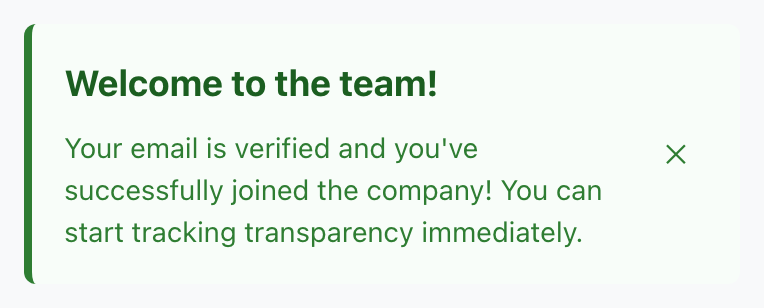 Welcome to the team!
Your email is verified and you've
successfully joined the company! You can
start tracking transparency immediately.